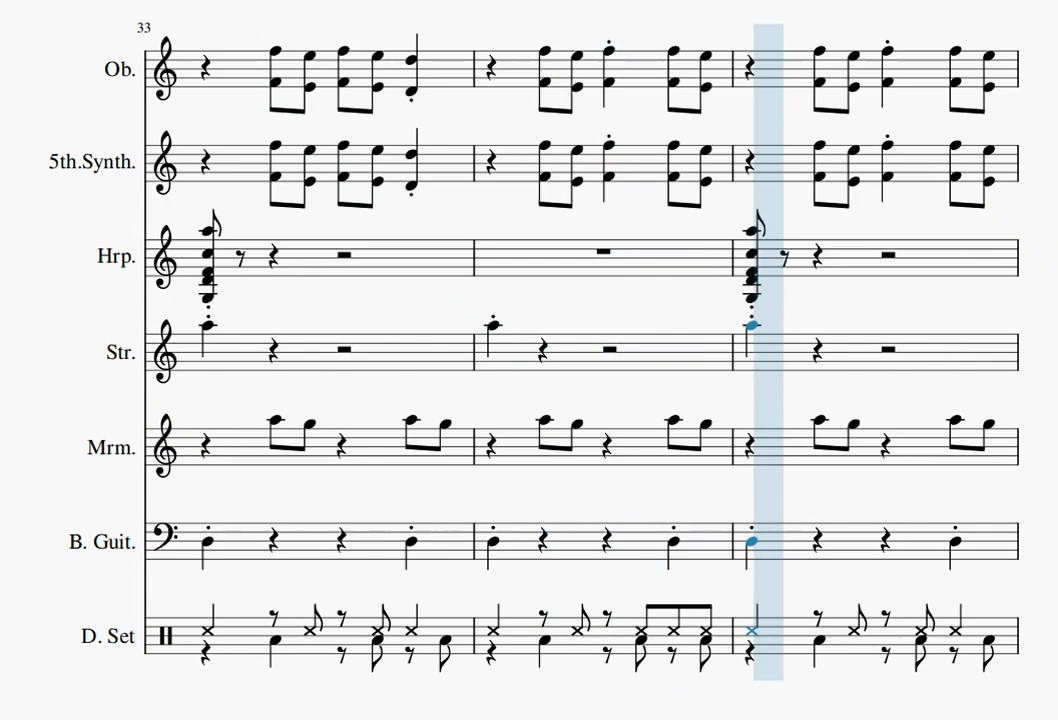 33
Ob.
5th.Synth.
Hrp.
Str.
Mrm.
B. Guit.
D. Set